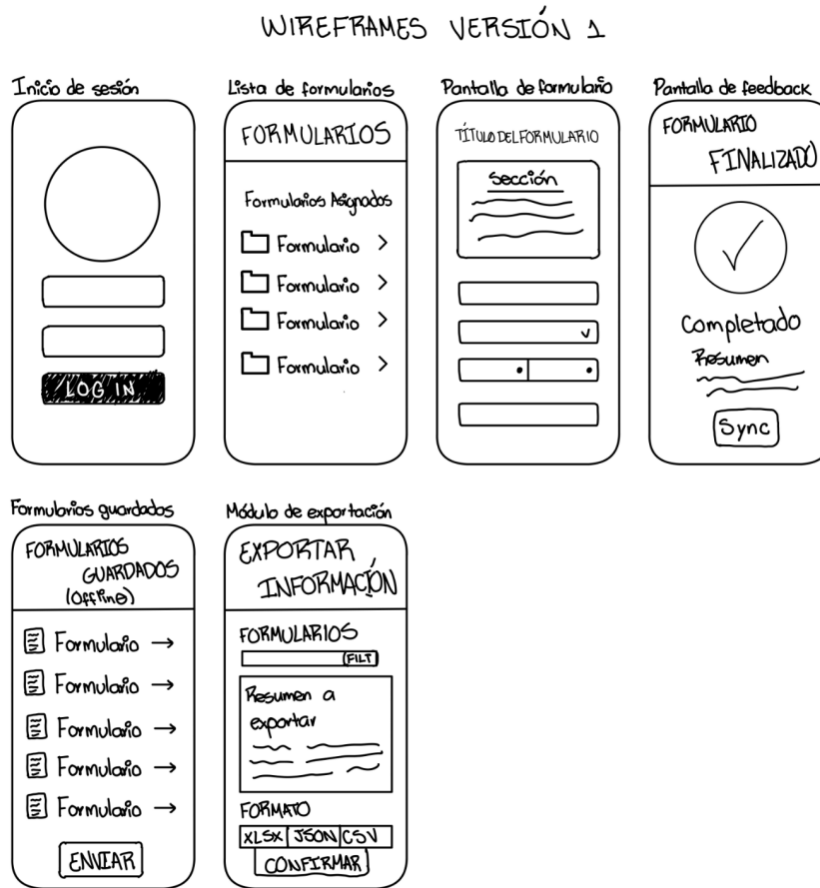 WIREFRAMES VERSIÓN 1
Inicio de sesión
LOG IN
Lista de formularios
FORMULARIOS
Formularios Asignados
Formulario >
Formulario >
Formulario >
Formulario >
Pantalla de formulario
TÍTULO DEL FORMULARIO
Sección
Pantalla de feedback
FORMULARIO
FINALIZADO
Completado
Resumen
Sync
Formularios guardados
FORMULARIOS
GUARDADOS
(Offline)
Formulario →
Formulario →
Formulario →
Formulario →
Formulario →
ENVIAR
Módulo de exportación
EXPORTAR
INFORMACIÓN
FORMULARIOS
FILT
Resumen a
exportar
FORMATO
XLSX JSON CSV
CONFIRMAR